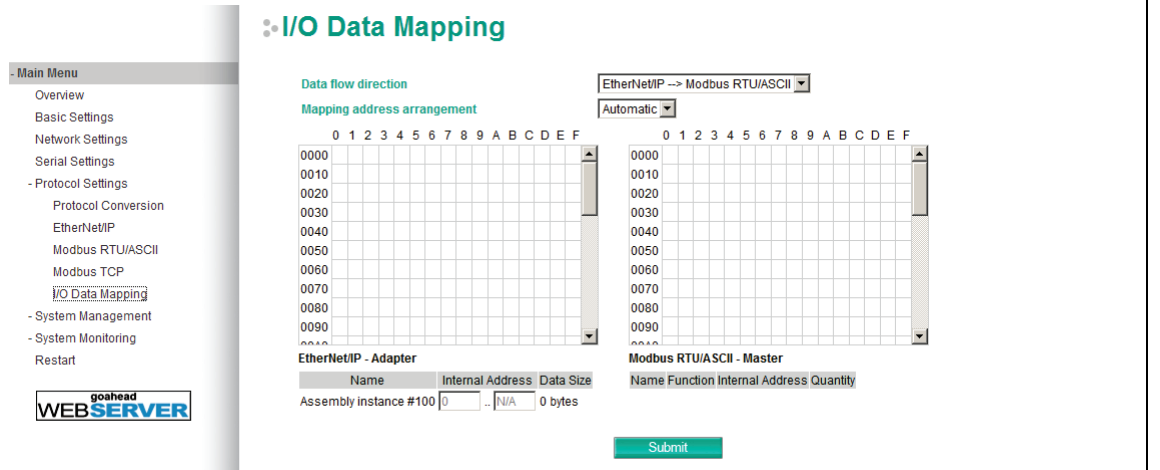 I/O Data Mapping
- Main Menu
Overview
Basic Settings
Network Settings
Serial Settings
- Protocol Settings
Protocol Conversion
EtherNet/IP
Modbus RTU/ASCII
Modbus TCP
I/O Data Mapping
- System Management
- System Monitoring
Restart
goahead
WEBSERVER
Data flow direction EtherNet/IP --> Modbus RTU/ASCII
Mapping address arrangement Automatic
0 1 2 3 4 5 6 7 8 9 A B C D E F
0000
0010
0020
0030
0040
0050
0060
0070
0080
0090
EtherNet/IP - Adapter
Name Internal Address Data Size
Assembly instance #100 0 .. N/A 0 bytes
0 1 2 3 4 5 6 7 8 9 A B C D E F
0000
0010
0020
0030
0040
0050
0060
0070
0080
0090
Modbus RTU/ASCII - Master
Name Function Internal Address Quantity
Submit